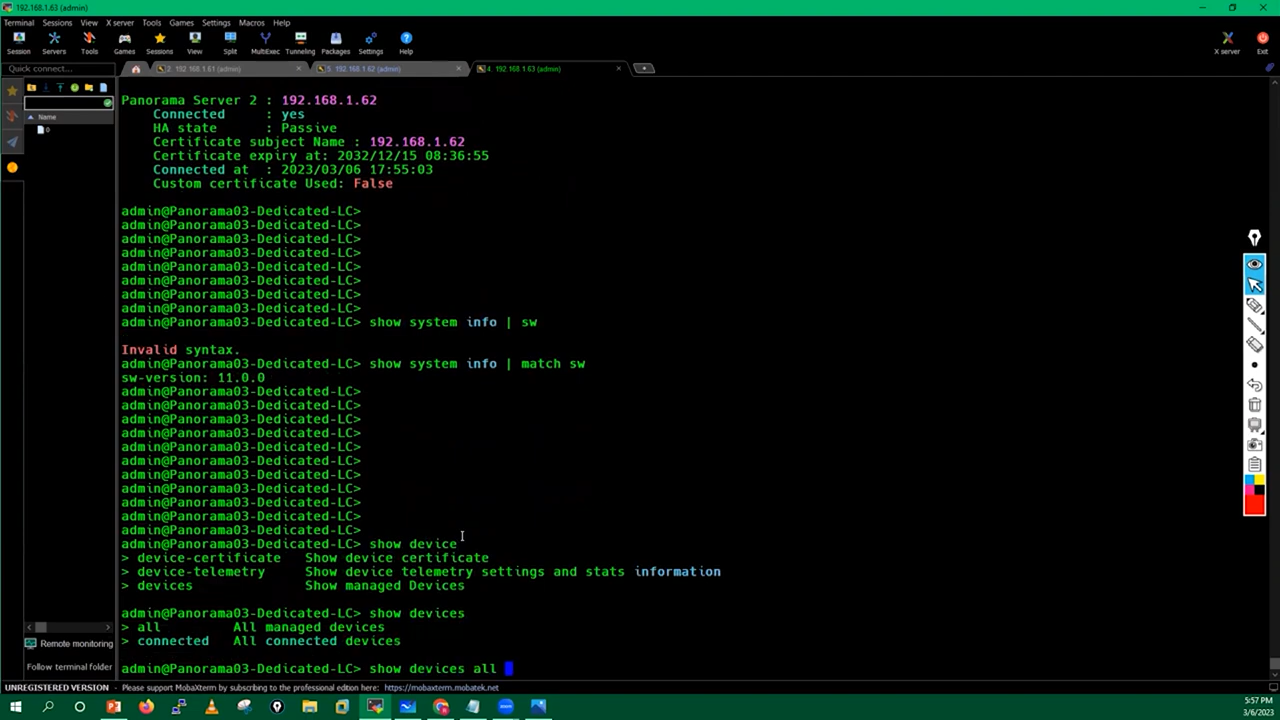 192.168.1.63 (admin)
Terminal Sessions View X server Tools Games Settings Macros Help
Session Servers Tools Games Sessions View Split MultiExec Tunneling Packages Settings Help X server Exit
Quick connect...
2. 192.168.1.61 (admin)
5. 192.168.1.62 (admin)
4. 192.168.1.63 (admin)
Name
0
Panorama Server 2 : 192.168.1.62
Connected : yes
HA state : Passive
Certificate subject Name : 192.168.1.62
Certificate expiry at: 2032/12/15 08:36:55
Connected at : 2023/03/06 17:55:03
Custom certificate Used: False
admin@Panorama03-Dedicated-LC>
admin@Panorama03-Dedicated-LC>
admin@Panorama03-Dedicated-LC>
admin@Panorama03-Dedicated-LC>
admin@Panorama03-Dedicated-LC>
admin@Panorama03-Dedicated-LC>
admin@Panorama03-Dedicated-LC>
admin@Panorama03-Dedicated-LC>
admin@Panorama03-Dedicated-LC> show system info | sw
Invalid syntax.
admin@Panorama03-Dedicated-LC> show system info | match sw
sw-version: 11.0.0
admin@Panorama03-Dedicated-LC>
admin@Panorama03-Dedicated-LC>
admin@Panorama03-Dedicated-LC>
admin@Panorama03-Dedicated-LC>
admin@Panorama03-Dedicated-LC>
admin@Panorama03-Dedicated-LC>
admin@Panorama03-Dedicated-LC>
admin@Panorama03-Dedicated-LC>
admin@Panorama03-Dedicated-LC>
admin@Panorama03-Dedicated-LC>
admin@Panorama03-Dedicated-LC>
admin@Panorama03-Dedicated-LC> show device
> device-certificate Show device certificate
> device-telemetry Show device telemetry settings and stats information
> devices Show managed Devices
admin@Panorama03-Dedicated-LC> show devices
> all All managed devices
> connected All connected devices
admin@Panorama03-Dedicated-LC> show devices all
Remote monitoring
Follow terminal folder
UNREGISTERED VERSION - Please support MobaXterm by subscribing to the professional edition here: https://mobaxterm.mobatek.net
5:57 PM
3/6/2023